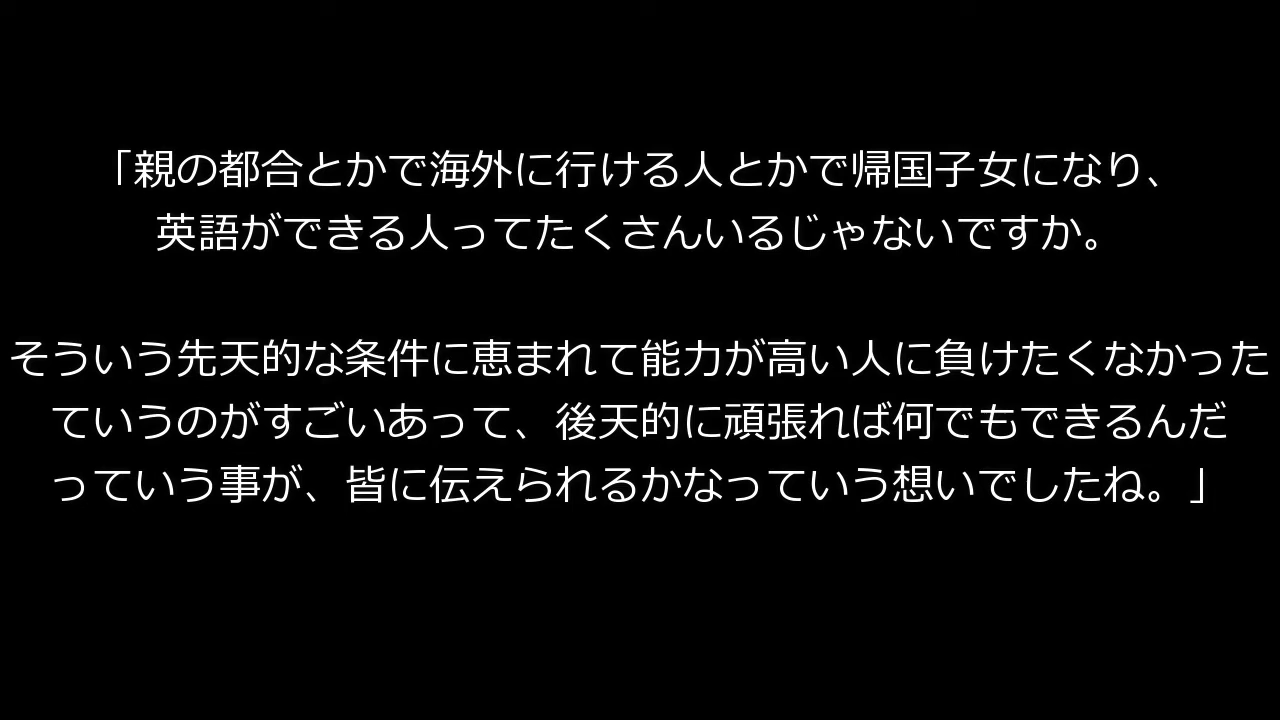 「親の都合とかで海外に行ける人とかで帰国子女になり、
英語ができる人ってたくさんいるじゃないですか。
そういう先天的な条件に恵まれて能力が高い人に負けたくなかった
ていうのがすごいあって、後天的に頑張れば何でもできるんだ
っていう事が、皆に伝えられるかなっていう想いでしたね。」